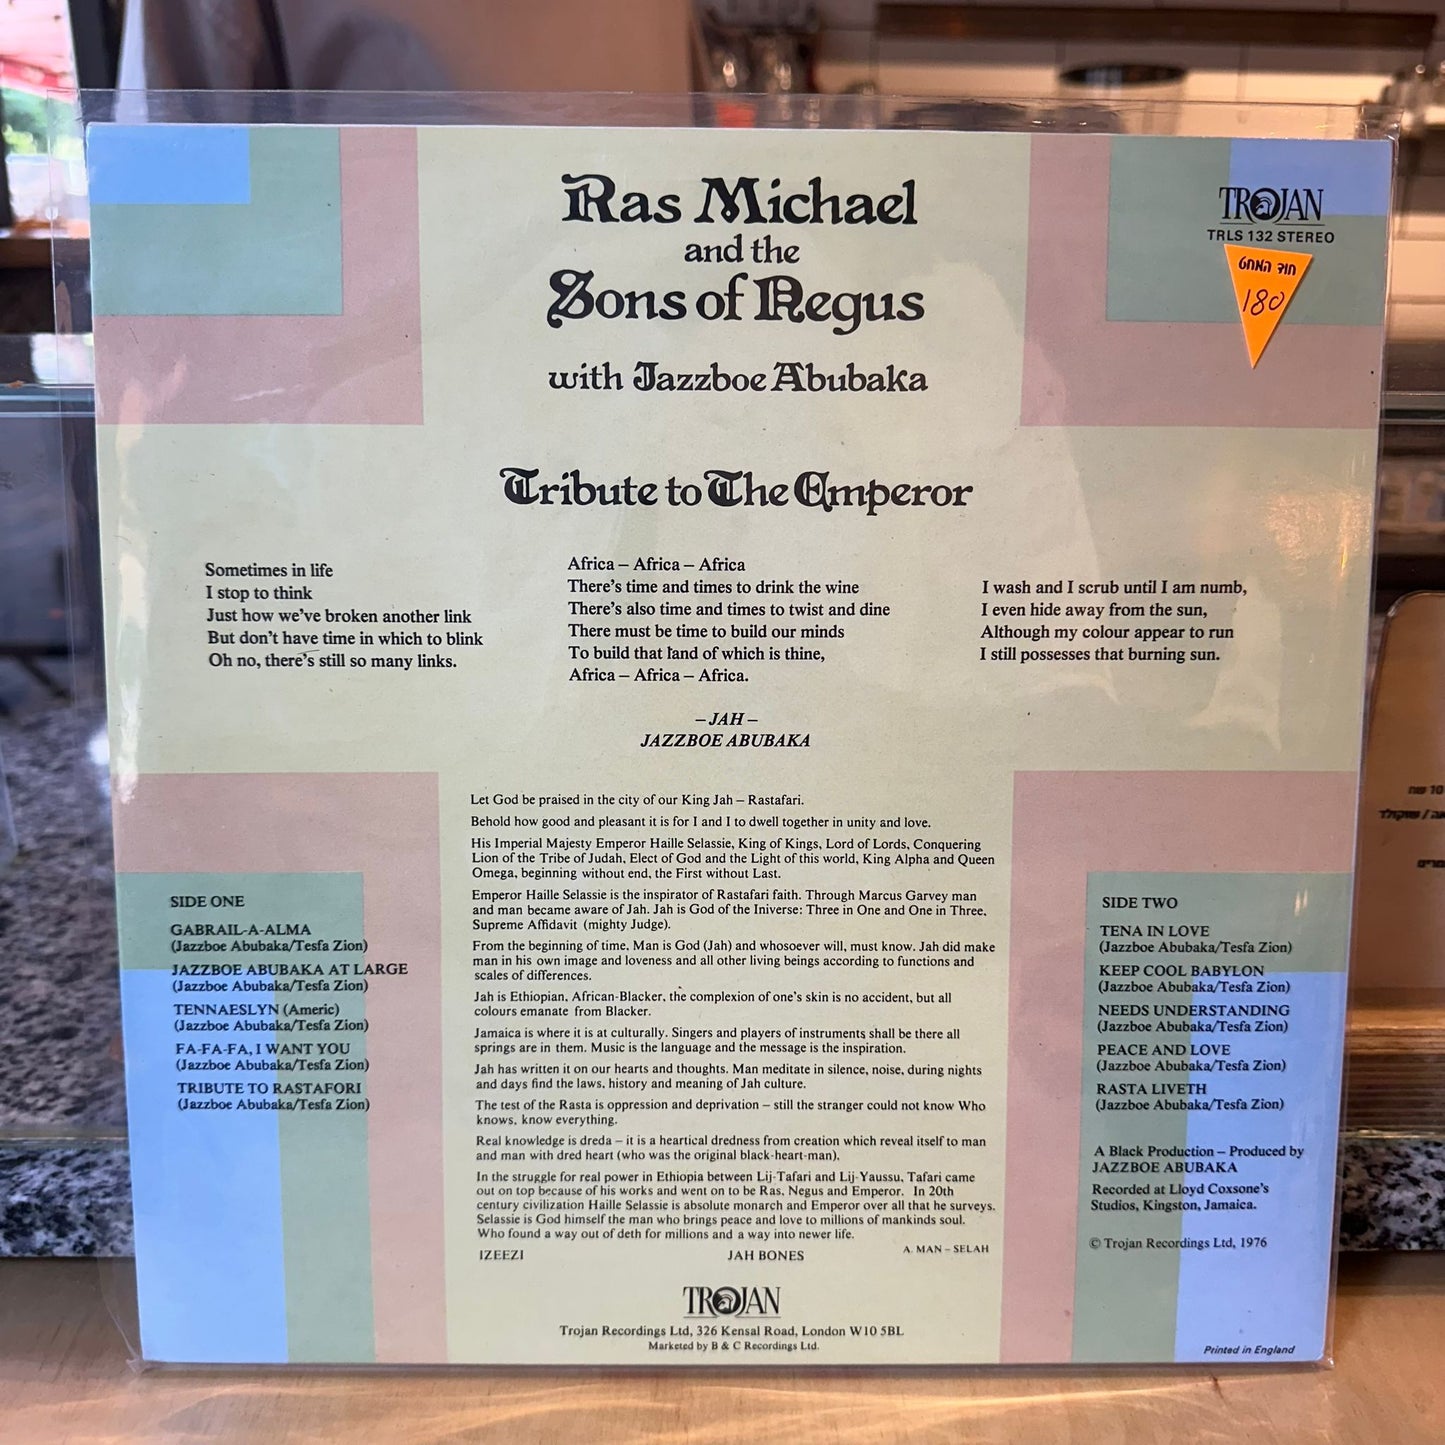 Ras Michael
and the
Sons of Negus
with Jazzboe Abubaka
TROJAN
TRLS 132 STEREO
חוד המחט
180
Tribute to The Emperor
Sometimes in life
I stop to think
Just how we've broken another link
But don't have time in which to blink
Oh no, there's still so many links.
Africa – Africa – Africa
There's time and times to drink the wine
There's also time and times to twist and dine
There must be time to build our minds
To build that land of which is thine,
Africa – Africa – Africa.
I wash and I scrub until I am numb,
I even hide away from the sun,
Although my colour appear to run
I still possesses that burning sun.
– JAH –
JAZZBOE ABUBAKA
Let God be praised in the city of our King Jah – Rastafari.
Behold how good and pleasant it is for I and I to dwell together in unity and love.
His Imperial Majesty Emperor Haille Selassie, King of Kings, Lord of Lords, Conquering
Lion of the Tribe of Judah, Elect of God and the Light of this world, King Alpha and Queen
Omega, beginning without end, the First without Last.
Emperor Haille Selassie is the inspirator of Rastafari faith. Through Marcus Garvey man
and man became aware of Jah. Jah is God of the Iniverse: Three in One and One in Three,
Supreme Affidavit (mighty Judge).
From the beginning of time, Man is God (Jah) and whosoever will, must know. Jah did make
man in his own image and loveness and all other living beings according to functions and
scales of differences.
Jah is Ethiopian, African-Blacker, the complexion of one's skin is no accident, but all
colours emanate from Blacker.
Jamaica is where it is at culturally. Singers and players of instruments shall be there all
springs are in them. Music is the language and the message is the inspiration.
Jah has written it on our hearts and thoughts. Man meditate in silence, noise, during nights
and days find the laws, history and meaning of Jah culture.
The test of the Rasta is oppression and deprivation – still the stranger could not know Who
knows, know everything.
Real knowledge is dreda – it is a heartical dredness from creation which reveal itself to man
and man with dred heart (who was the original black-heart-man).
In the struggle for real power in Ethiopia between Lij-Tafari and Lij-Yaussu, Tafari came
out on top because of his works and went on to be Ras, Negus and Emperor. In 20th
century civilization Haille Selassie is absolute monarch and Emperor over all that he surveys.
Selassie is God himself the man who brings peace and love to millions of mankinds soul.
Who found a way out of deth for millions and a way into newer life.
IZEEZI JAH BONES A. MAN – SELAH
SIDE ONE
GABRAIL-A-ALMA
(Jazzboe Abubaka/Tesfa Zion)
JAZZBOE ABUBAKA AT LARGE
(Jazzboe Abubaka/Tesfa Zion)
TENNAESLYN (Americ)
(Jazzboe Abubaka/Tesfa Zion)
FA-FA-FA, I WANT YOU
(Jazzboe Abubaka/Tesfa Zion)
TRIBUTE TO RASTAFORI
(Jazzboe Abubaka/Tesfa Zion)
SIDE TWO
TENA IN LOVE
(Jazzboe Abubaka/Tesfa Zion)
KEEP COOL BABYLON
(Jazzboe Abubaka/Tesfa Zion)
NEEDS UNDERSTANDING
(Jazzboe Abubaka/Tesfa Zion)
PEACE AND LOVE
(Jazzboe Abubaka/Tesfa Zion)
RASTA LIVETH
(Jazzboe Abubaka/Tesfa Zion)
A Black Production – Produced by
JAZZBOE ABUBAKA
Recorded at Lloyd Coxsone's
Studios, Kingston, Jamaica.
© Trojan Recordings Ltd, 1976
TROJAN
Trojan Recordings Ltd, 326 Kensal Road, London W10 5BL
Marketed by B & C Recordings Ltd.
Printed in England
10 שח
שוקולד /